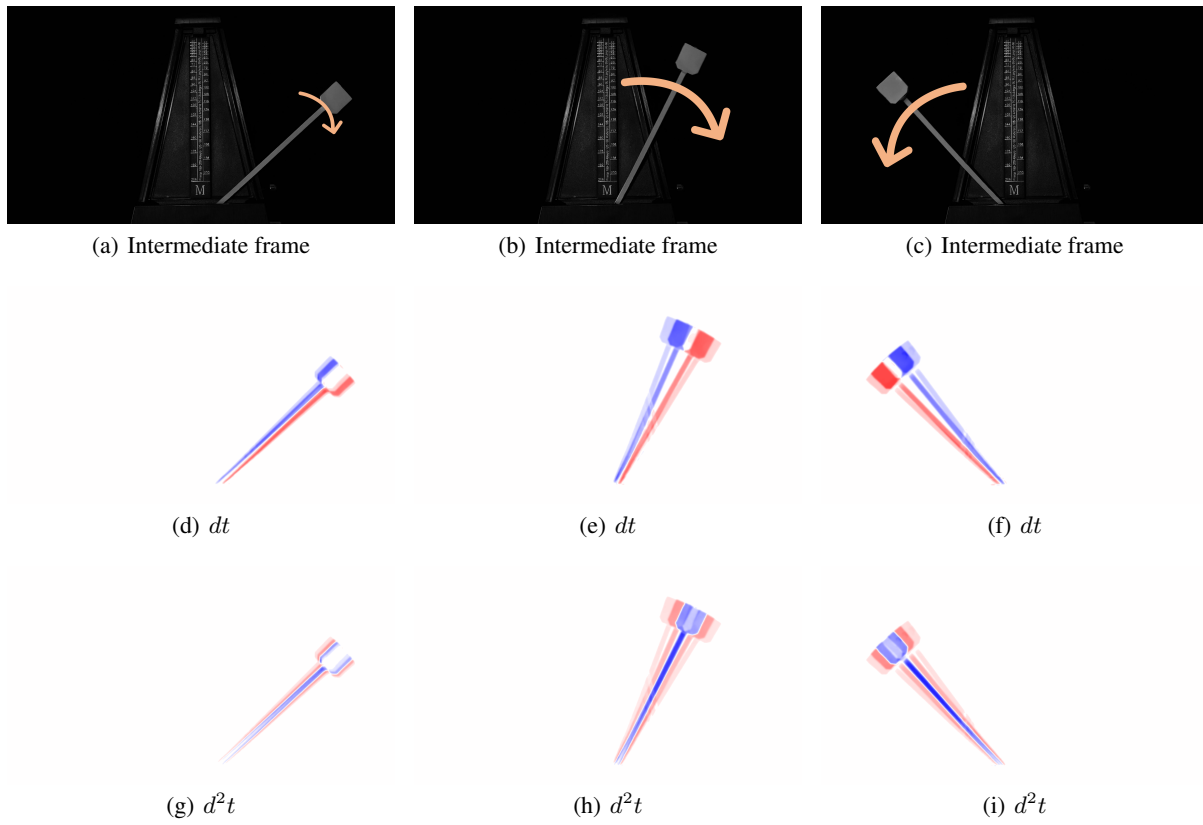 M
M
M
(a) Intermediate frame
(b) Intermediate frame
(c) Intermediate frame
(d) dt
(e) dt
(f) dt
(g) d²t
(h) d²t
(i) d²t